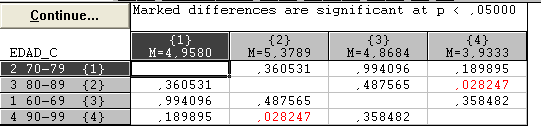 Continue... Marked differences are significant at p < ,05000
{1} {2} {3} {4}
EDAD_C M=4,9580 M=5,3789 M=4,8684 M=3,9333
2 70-79 {1} ,360531 ,994096 ,189895
3 80-89 {2} ,360531 ,487565 ,028247
1 60-69 {3} ,994096 ,487565 ,358482
4 90-99 {4} ,189895 ,028247 ,358482